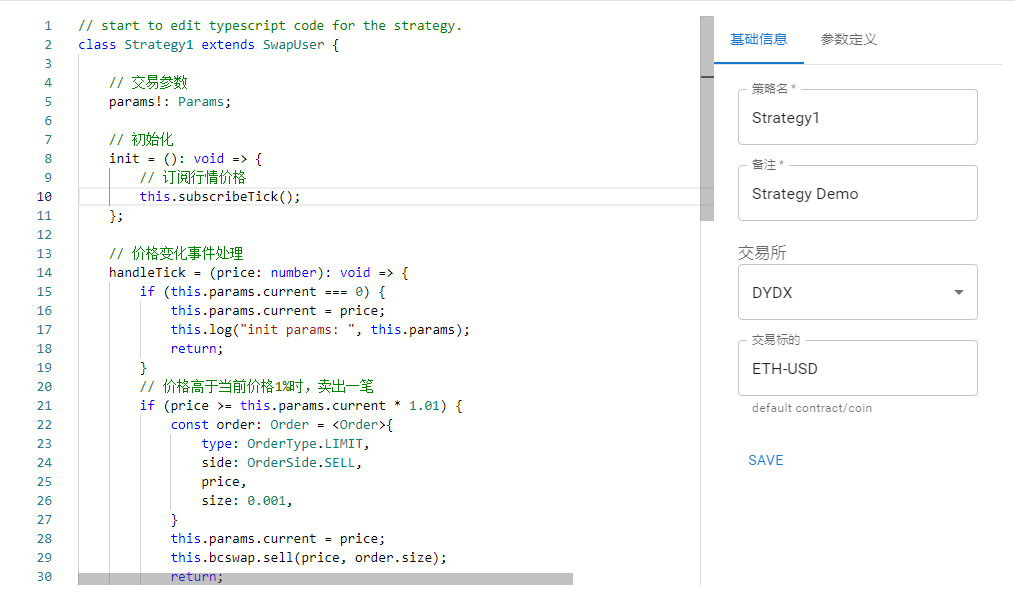 1 // start to edit typescript code for the strategy.
2 class Strategy1 extends SwapUser {
3
4 // 交易参数
5 params!: Params;
6
7 // 初始化
8 init = (): void => {
9 // 订阅行情价格
10 this.subscribeTick();
11 };
12
13 // 价格变化事件处理
14 handleTick = (price: number): void => {
15 if (this.params.current === 0) {
16 this.params.current = price;
17 this.log("init params: ", this.params);
18 return;
19 }
20 // 价格高于当前价格1%时，卖出一笔
21 if (price >= this.params.current * 1.01) {
22 const order: Order = <Order>{
23 type: OrderType.LIMIT,
24 side: OrderSide.SELL,
25 price,
26 size: 0.001,
27 }
28 this.params.current = price;
29 this.bcswap.sell(price, order.size);
30 return;
基础信息 参数定义
策略名 *
Strategy1
备注 *
Strategy Demo
交易所
DYDX
交易标的
ETH-USD
default contract/coin
SAVE